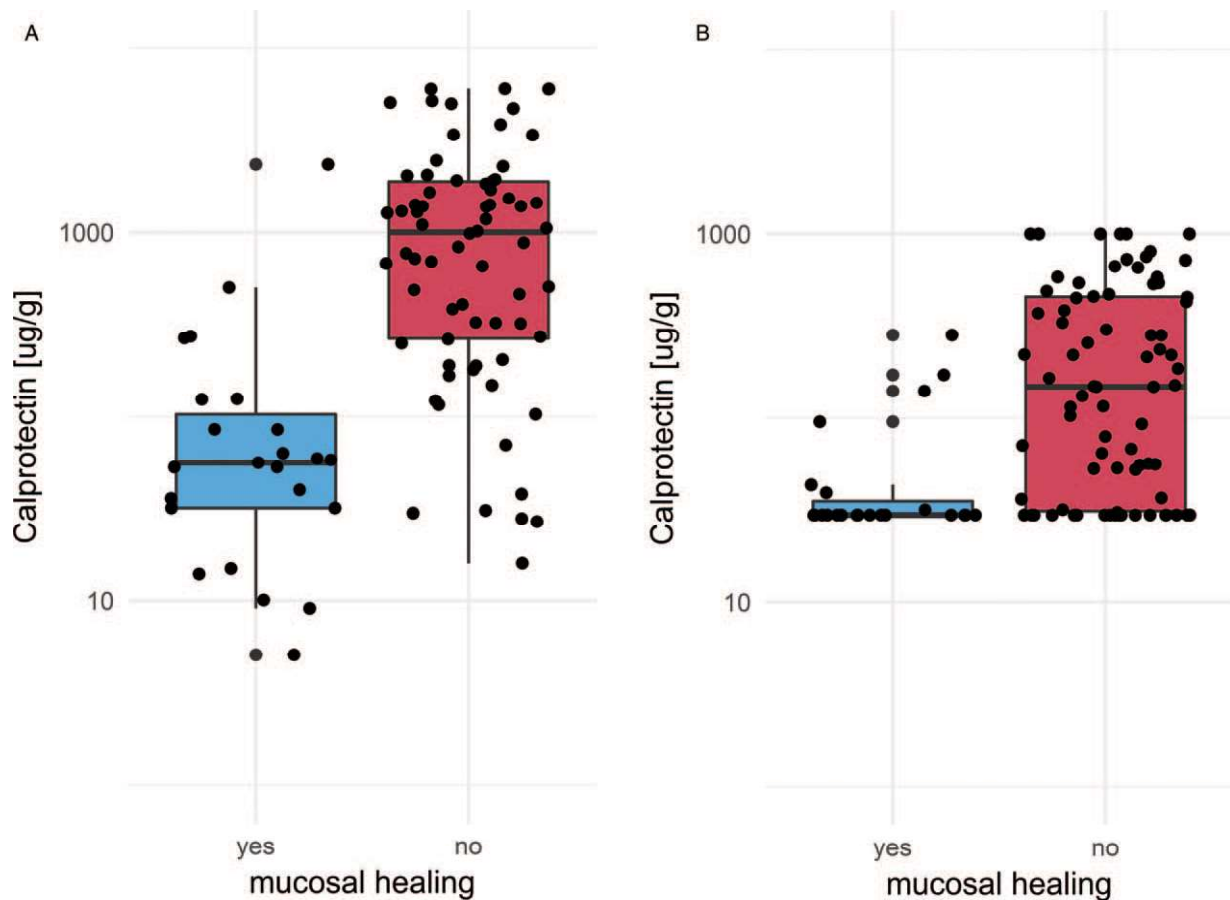 A
Calprotectin [ug/g]
1000
10
yes no
mucosal healing
B
Calprotectin [ug/g]
1000
10
yes no
mucosal healing